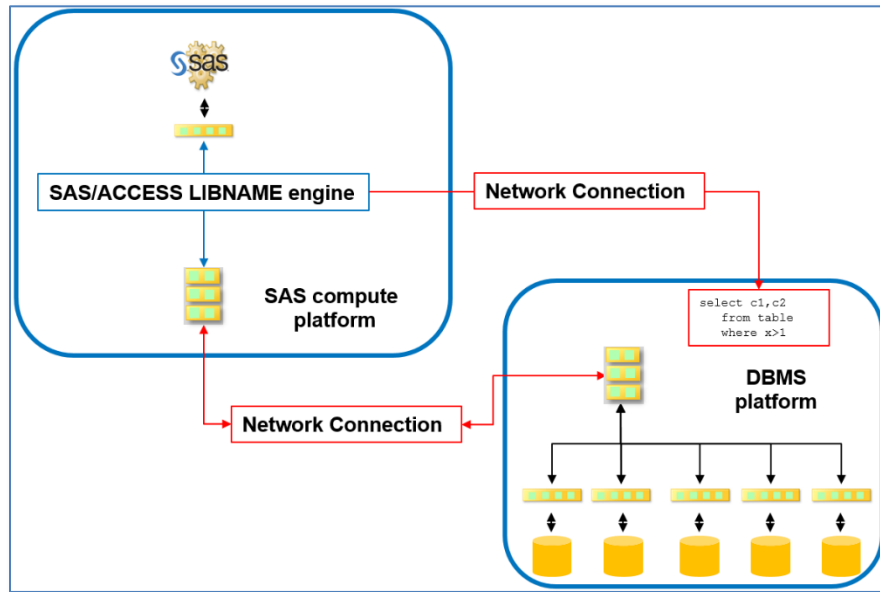 sas
SAS/ACCESS LIBNAME engine
Network Connection
SAS compute
platform
select c1,c2
from table
where x>1
DBMS
platform
Network Connection